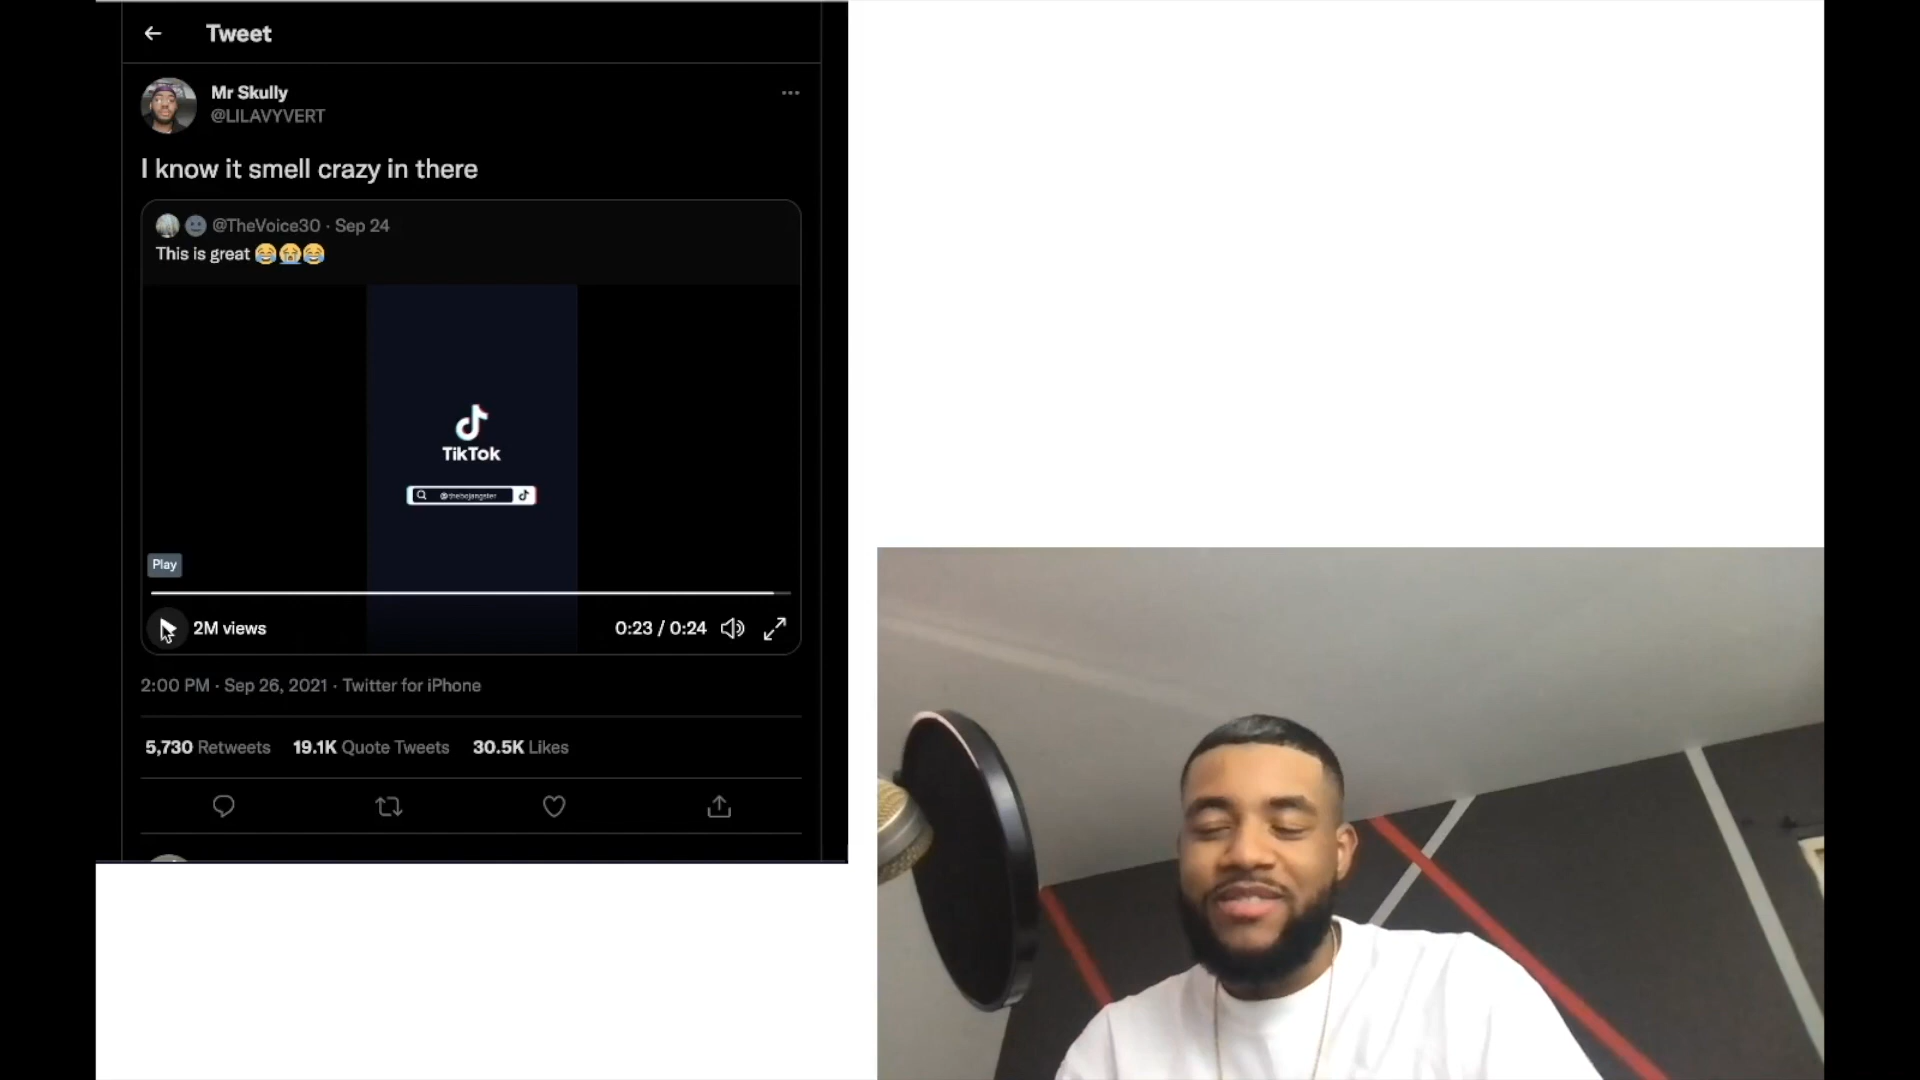 Tweet
Mr Skully
@LILAVYVERT
I know it smell crazy in there
@TheVoice30 · Sep 24
This is great 😂😭😂
TikTok
@thebojangster
Play
2M views
0:23 / 0:24
2:00 PM · Sep 26, 2021 · Twitter for iPhone
5,730 Retweets 19.1K Quote Tweets 30.5K Likes